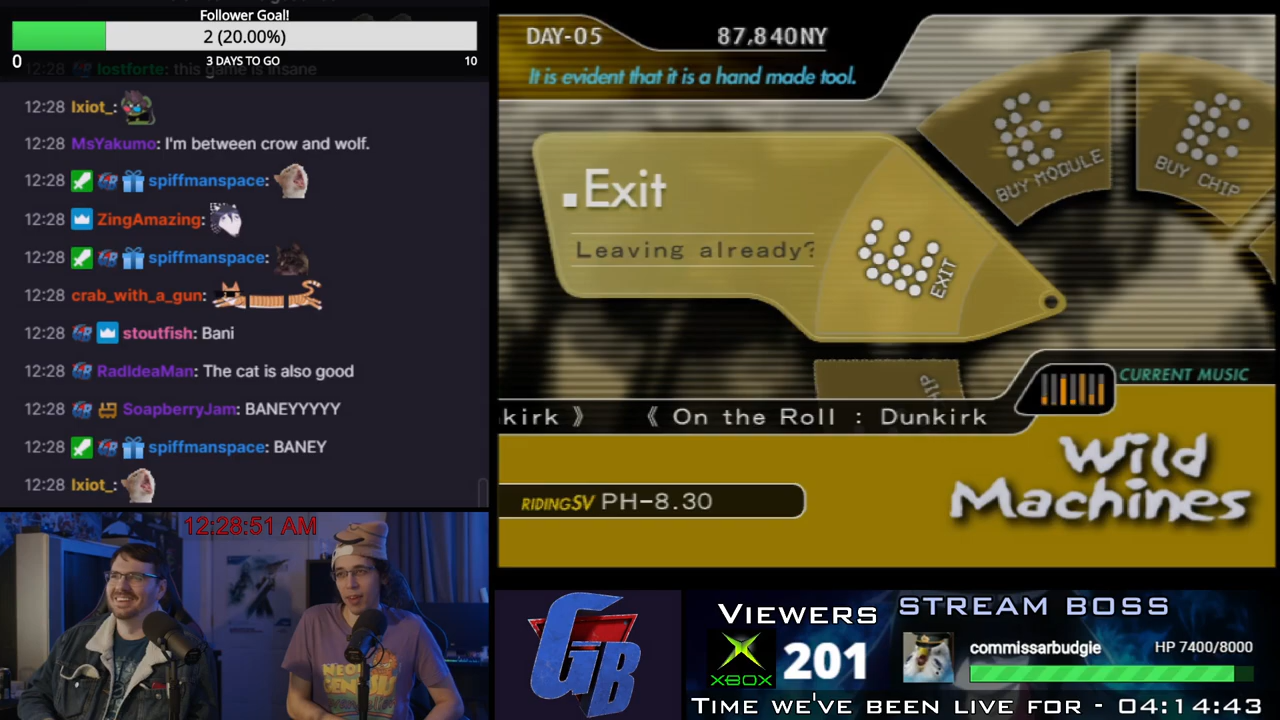 Follower Goal!
2 (20.00%)
0
3 DAYS TO GO
10
12:28 lostforte: this game is insane
12:28 Ixiot_:
12:28 MsYakumo: I'm between crow and wolf.
12:28 spiffmanspace:
12:28 ZingAmazing:
12:28 spiffmanspace:
12:28 crab_with_a_gun:
12:28 stoutfish: Bani
12:28 RadIdeaMan: The cat is also good
12:28 SoapberryJam: BANEYYYYY
12:28 spiffmanspace: BANEY
12:28 Ixiot_:
12:28:51 AM
NEO
DAY-05
87,840NY
It is evident that it is a hand made tool.
Exit
Leaving already?
EXIT
BUY MODULE
BUY CHIP
CURRENT MUSIC
kirk 》 《 On the Roll : Dunkirk
Wild
Machines
RIDINGSV PH-8.30
GB
VIEWERS
XBOX
201
STREAM BOSS
commissarbudgie
HP 7400/8000
TIME WE'VE BEEN LIVE FOR - 04:14:43